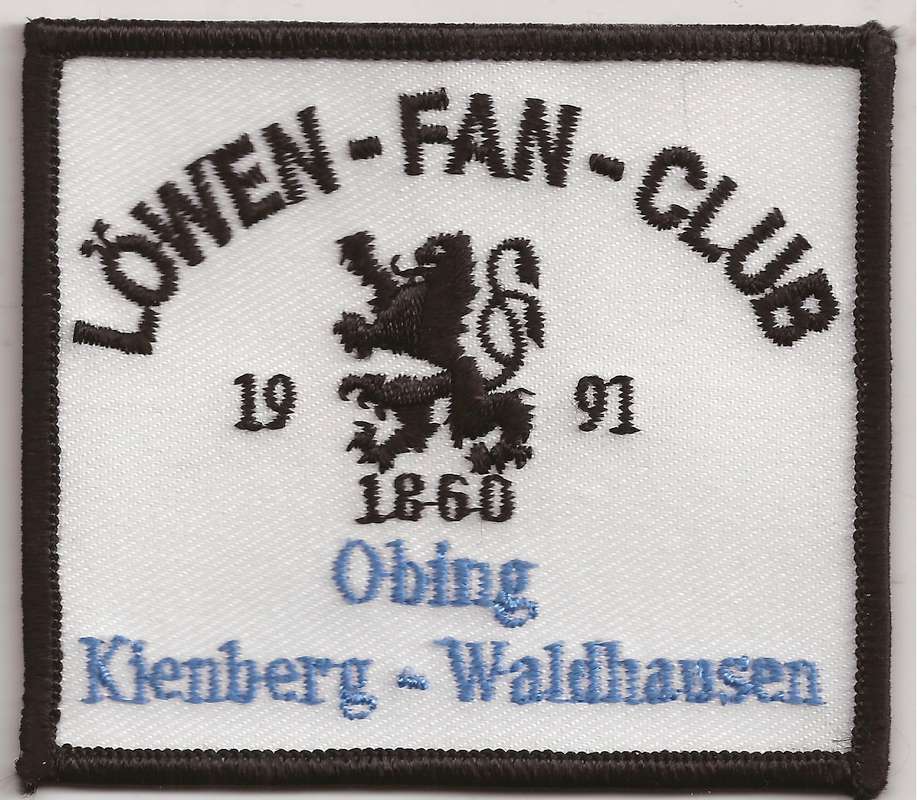 LÖWEN-FAN-CLUB
19 91
1860
Obing
Kienberg-Waldhausen